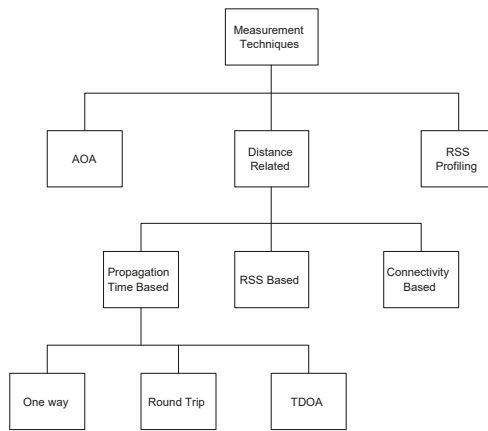 Measurement
Techniques
AOA
Distance
Related
RSS
Profiling
Propagation
Time Based
RSS Based
Connectivity
Based
One way
Round Trip
TDOA